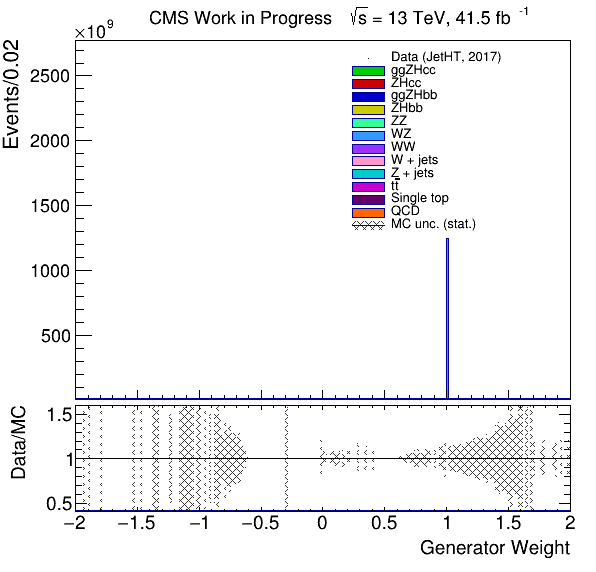 CMS Work in Progress √s = 13 TeV, 41.5 fb⁻¹
×10⁹
Events/0.02
2500
2000
1500
1000
500
Data (JetHT, 2017)
ggZHcc
ZHcc
ggZHbb
ZHbb
ZZ
WZ
WW
W + jets
Z + jets
tt̅
Single top
QCD
MC unc. (stat.)
Data/MC
1.5
1
0.5
−2 −1.5 −1 −0.5 0 0.5 1 1.5 2
Generator Weight